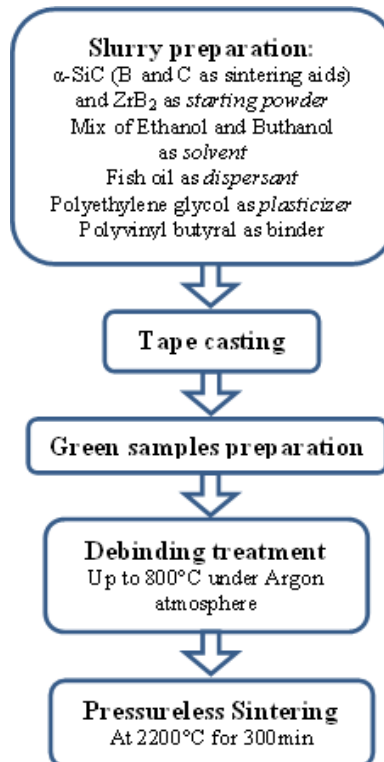 Slurry preparation:
α-SiC (B and C as sintering aids)
and ZrB₂ as starting powder
Mix of Ethanol and Buthanol
as solvent
Fish oil as dispersant
Polyethylene glycol as plasticizer
Polyvinyl butyral as binder
Tape casting
Green samples preparation
Debinding treatment
Up to 800°C under Argon
atmosphere
Pressureless Sintering
At 2200°C for 300min